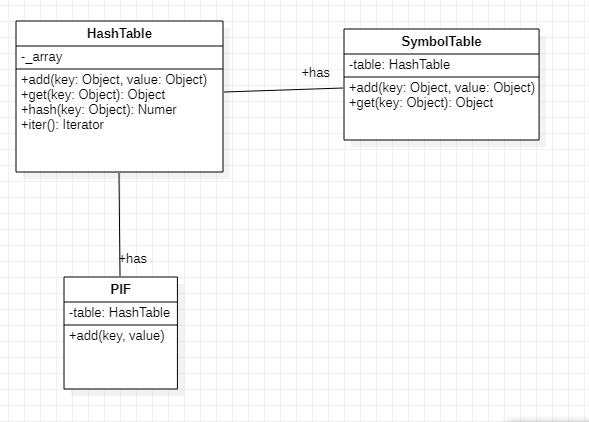 HashTable
-_array
+add(key: Object, value: Object)
+get(key: Object): Object
+hash(key: Object): Numer
+iter(): Iterator
+has
SymbolTable
-table: HashTable
+add(key: Object, value: Object)
+get(key: Object): Object
+has
PIF
-table: HashTable
+add(key, value)